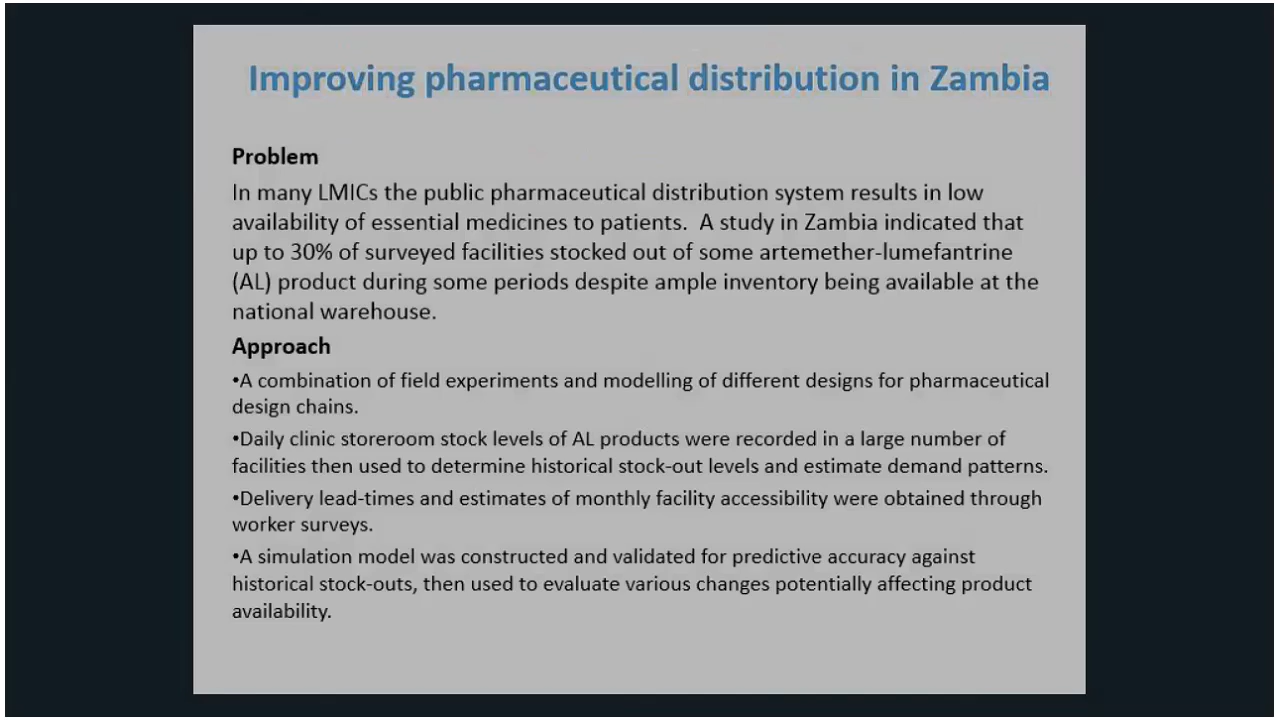 Improving pharmaceutical distribution in Zambia
Problem
In many LMICs the public pharmaceutical distribution system results in low
availability of essential medicines to patients.  A study in Zambia indicated that
up to 30% of surveyed facilities stocked out of some artemether-lumefantrine
(AL) product during some periods despite ample inventory being available at the
national warehouse.
Approach
•A combination of field experiments and modelling of different designs for pharmaceutical
design chains.
•Daily clinic storeroom stock levels of AL products were recorded in a large number of
facilities then used to determine historical stock-out levels and estimate demand patterns.
•Delivery lead-times and estimates of monthly facility accessibility were obtained through
worker surveys.
•A simulation model was constructed and validated for predictive accuracy against
historical stock-outs, then used to evaluate various changes potentially affecting product
availability.